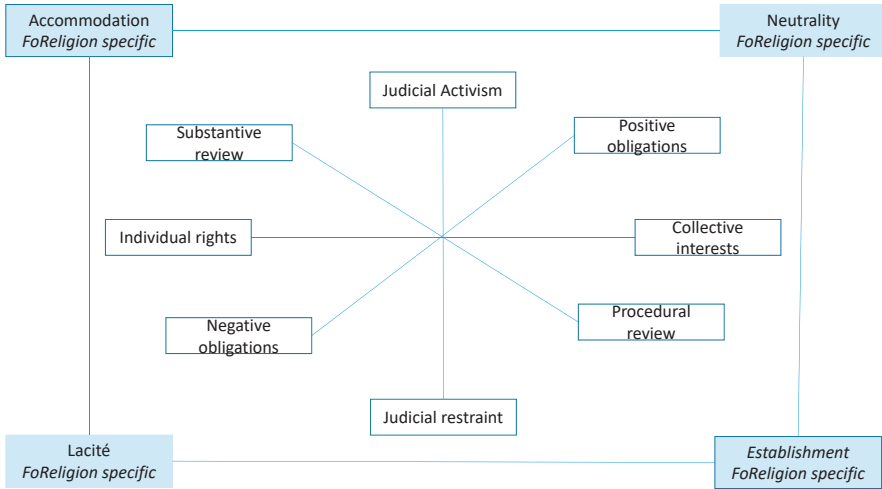 Accommodation
FoReligion specific
Neutrality
FoReligion specific
Judicial Activism
Substantive
review
Positive
obligations
Individual rights
Collective
interests
Negative
obligations
Procedural
review
Judicial restraint
Lacité
FoReligion specific
Establishment
FoReligion specific